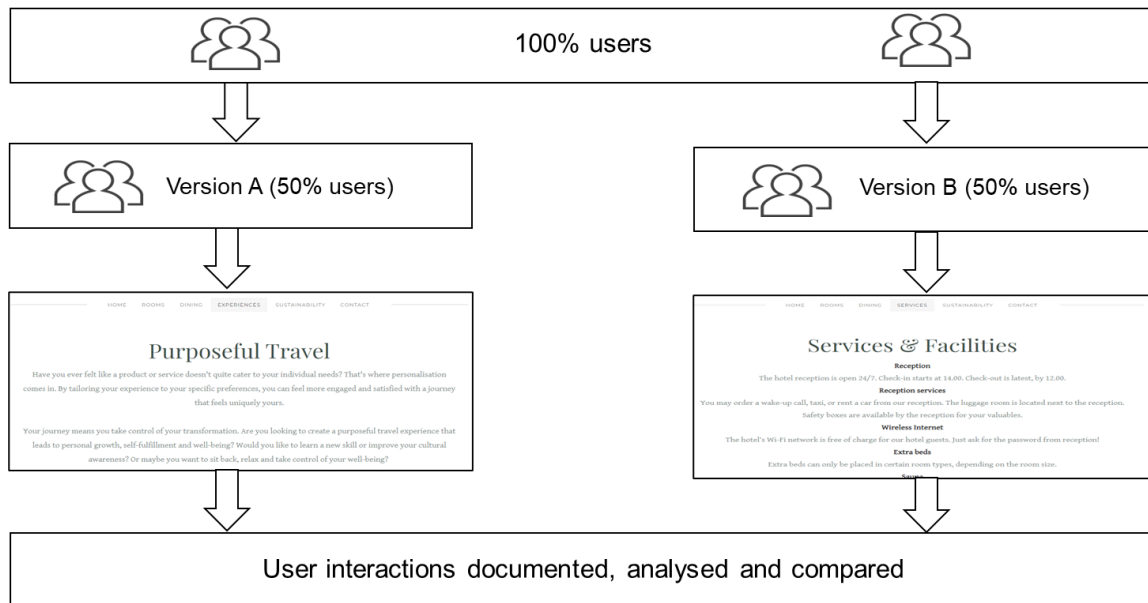 100% users
Version A (50% users)
Version B (50% users)
HOME ROOMS DINING EXPERIENCES SUSTAINABILITY CONTACT
Purposeful Travel
Have you ever felt like a product or service doesn't quite cater to your individual needs? That's where personalisation
comes in. By tailoring your experience to your specific preferences, you can feel more engaged and satisfied with a journey
that feels uniquely yours.
Your journey means you take control of your transformation. Are you looking to create a purposeful travel experience that
leads to personal growth, self-fulfillment and well-being? Would you like to learn a new skill or improve your cultural
awareness? Or maybe you want to sit back, relax and take control of your well-being?
HOME ROOMS DINING SERVICES SUSTAINABILITY CONTACT
Services & Facilities
Reception
The hotel reception is open 24/7. Check-in starts at 14.00. Check-out is latest, by 12.00.
Reception services
You may order a wake-up call, taxi, or rent a car from our reception. The luggage room is located next to the reception.
Safety boxes are available by the reception for your valuables.
Wireless Internet
The hotel's Wi-Fi network is free of charge for our hotel guests. Just ask for the password from reception!
Extra beds
Extra beds can only be placed in certain room types, depending on the room size.
Sauna
User interactions documented, analysed and compared